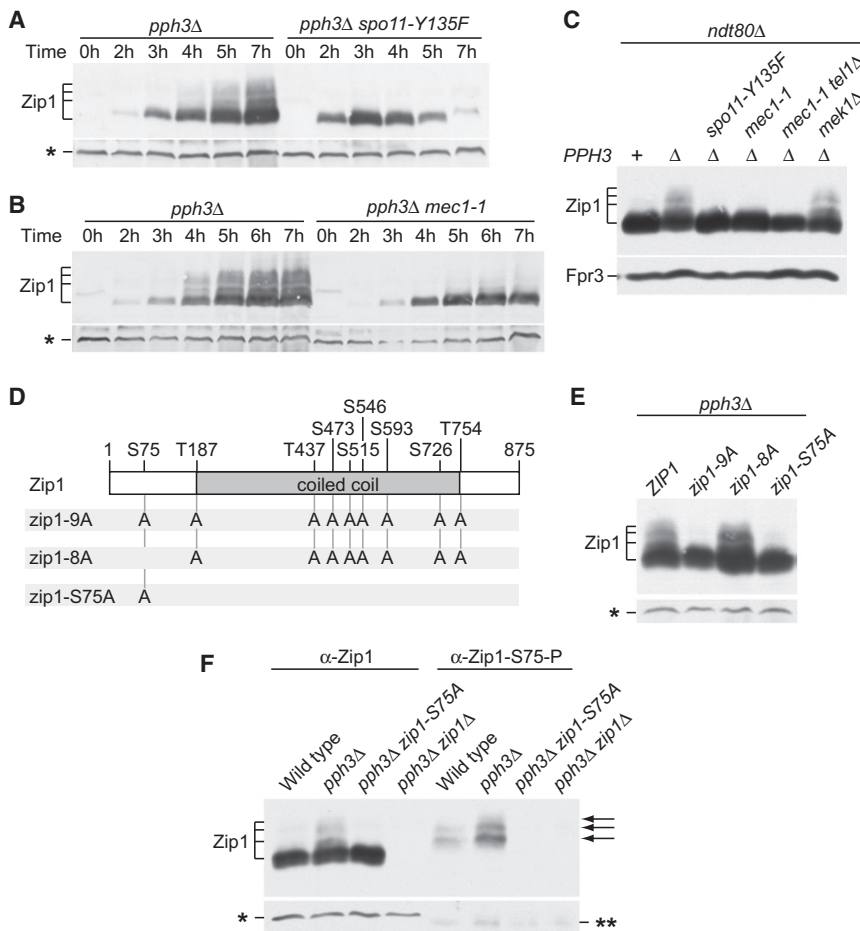 A
pph3Δ pph3Δ spo11-Y135F
Time 0h 2h 3h 4h 5h 7h 0h 2h 3h 4h 5h 7h
Zip1
*
B
pph3Δ pph3Δ mec1-1
Time 0h 2h 3h 4h 5h 6h 7h 0h 2h 3h 4h 5h 6h 7h
Zip1
*
C
ndt80Δ
spo11-Y135F mec1-1 mec1-1 tel1Δ mek1Δ
PPH3 + Δ Δ Δ Δ Δ
Zip1
Fpr3
D
S546
S473 S593 T754
1 S75 T187 T437 S515 S726 875
Zip1 coiled coil
zip1-9A A A A A A A A A A
zip1-8A A A A A A A A A
zip1-S75A A
E
pph3Δ
ZIP1 zip1-9A zip1-8A zip1-S75A
Zip1
*
F
α-Zip1 α-Zip1-S75-P
Wild type pph3Δ pph3Δ zip1-S75A pph3Δ zip1Δ Wild type pph3Δ pph3Δ zip1-S75A pph3Δ zip1Δ
Zip1
* **